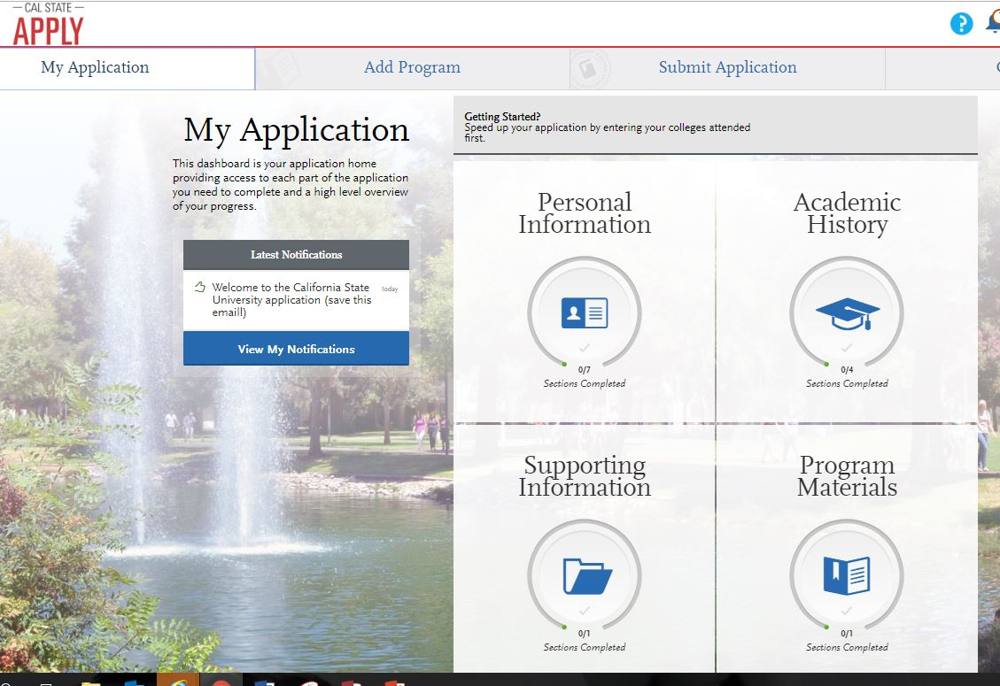 CAL STATE
APPLY
My Application
Add Program
Submit Application
My Application
This dashboard is your application home
providing access to each part of the application
you need to complete and a high level overview
of your progress.
Latest Notifications
Welcome to the California State
University application (save this
emaill)
Today
View My Notifications
Getting Started?
Speed up your application by entering your colleges attended
first.
Personal
Information
0/7
Sections Completed
Academic
History
0/4
Sections Completed
Supporting
Information
0/1
Sections Completed
Program
Materials
0/1
Sections Completed